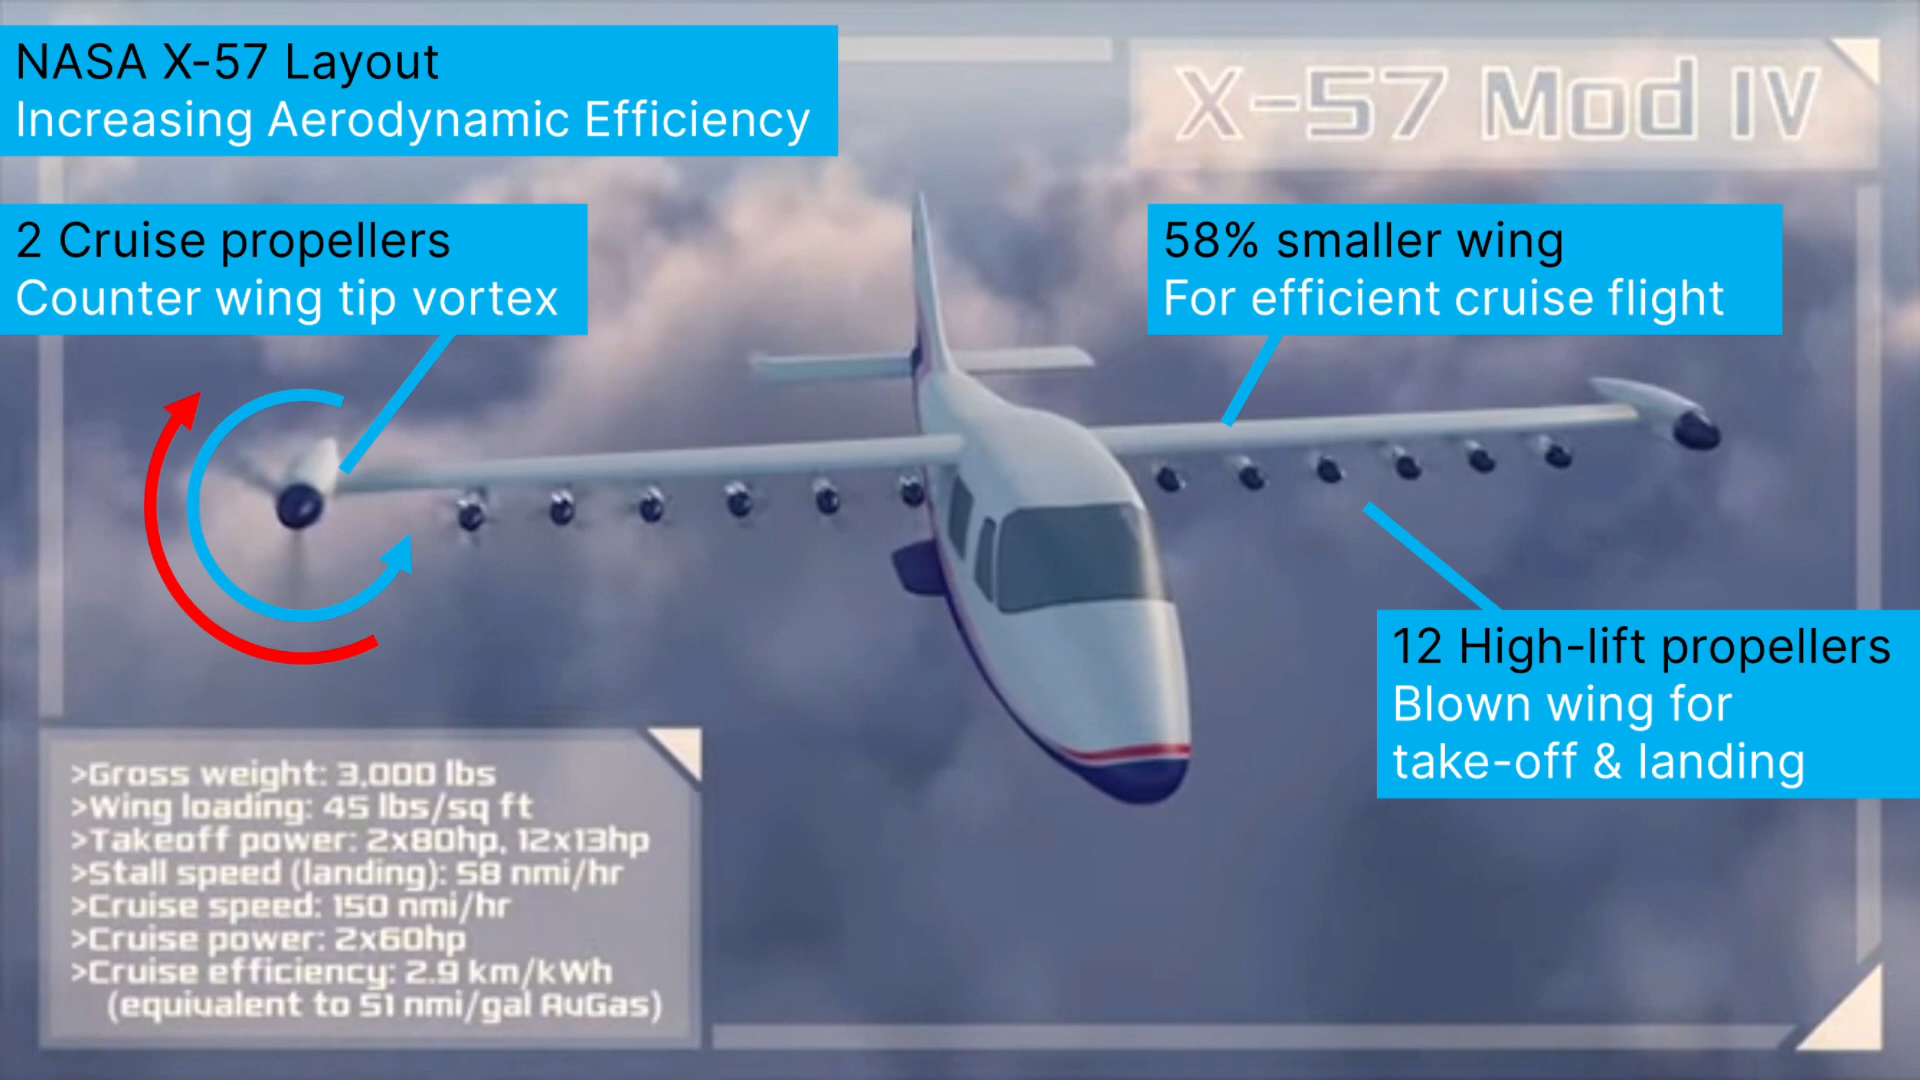 NASA X-57 Layout
Increasing Aerodynamic Efficiency
X-57 Mod IV
2 Cruise propellers
Counter wing tip vortex
58% smaller wing
For efficient cruise flight
12 High-lift propellers
Blown wing for
take-off & landing
>Gross weight: 3,000 lbs
>Wing loading: 45 lbs/sq ft
>Takeoff power: 2x80hp, 12x13hp
>Stall speed (landing): 58 nmi/hr
>Cruise speed: 150 nmi/hr
>Cruise power: 2x60hp
>Cruise efficiency: 2.9 km/kWh
(equivalent to 51 nmi/gal AvGas)